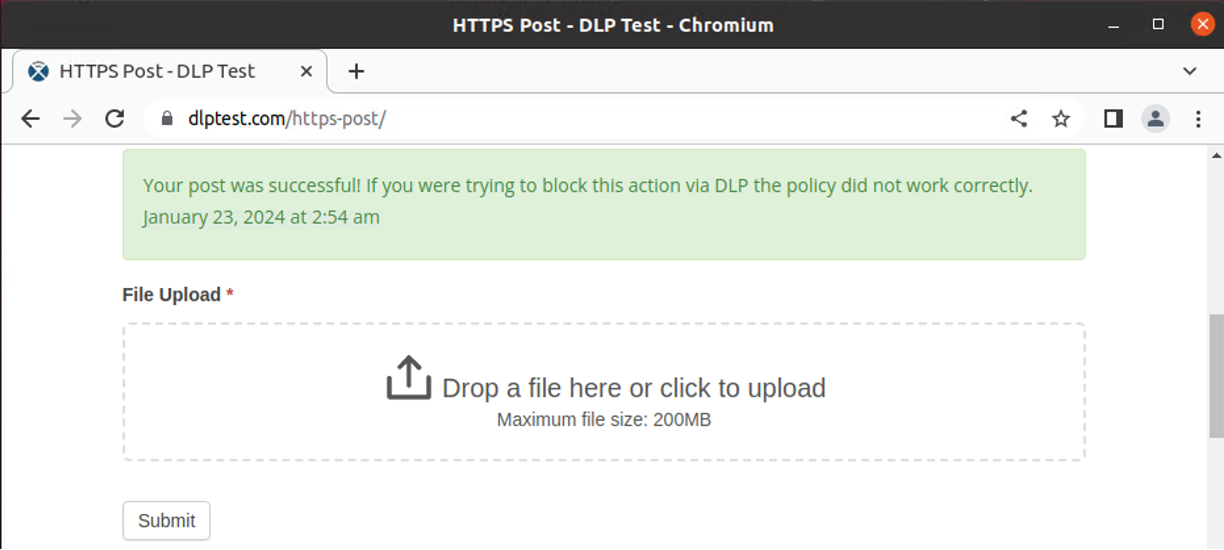 HTTPS Post - DLP Test - Chromium
HTTPS Post - DLP Test
dlptest.com/https-post/
Your post was successful! If you were trying to block this action via DLP the policy did not work correctly.
January 23, 2024 at 2:54 am
File Upload *
Drop a file here or click to upload
Maximum file size: 200MB
Submit